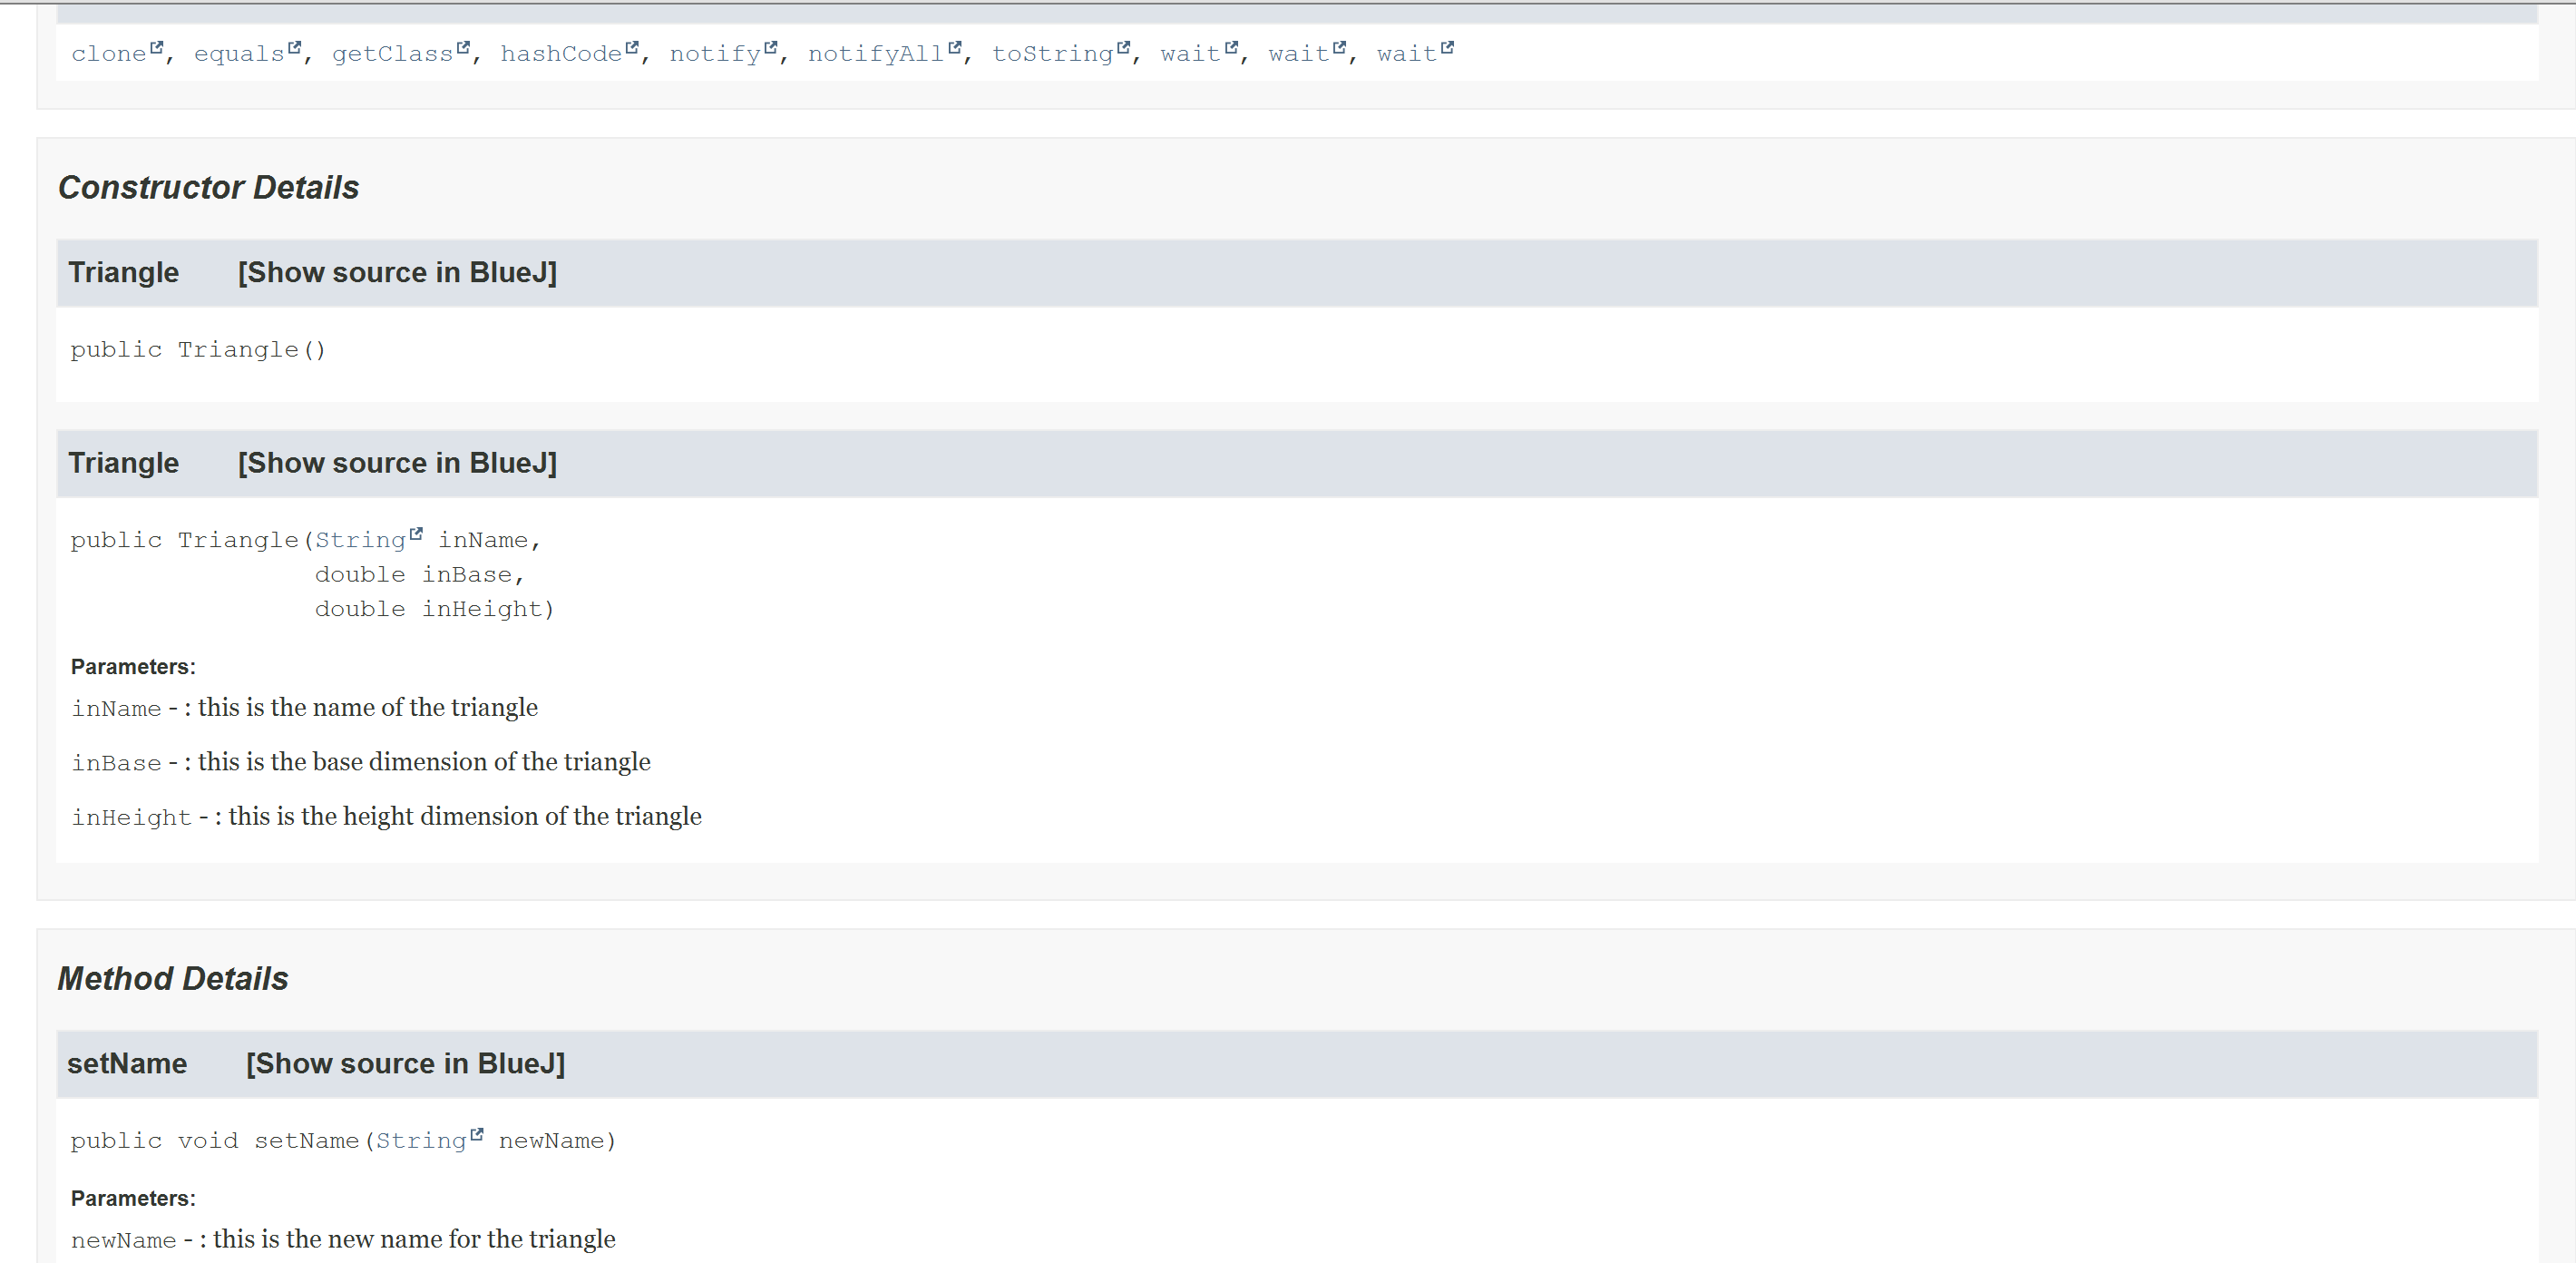 clone, equals, getClass, hashCode, notify, notifyAll, toString, wait, wait, wait
Constructor Details
Triangle [Show source in BlueJ]
public Triangle()
Triangle [Show source in BlueJ]
public Triangle(String inName,
double inBase,
double inHeight)
Parameters:
inName - : this is the name of the triangle
inBase - : this is the base dimension of the triangle
inHeight - : this is the height dimension of the triangle
Method Details
setName [Show source in BlueJ]
public void setName(String newName)
Parameters:
newName - : this is the new name for the triangle